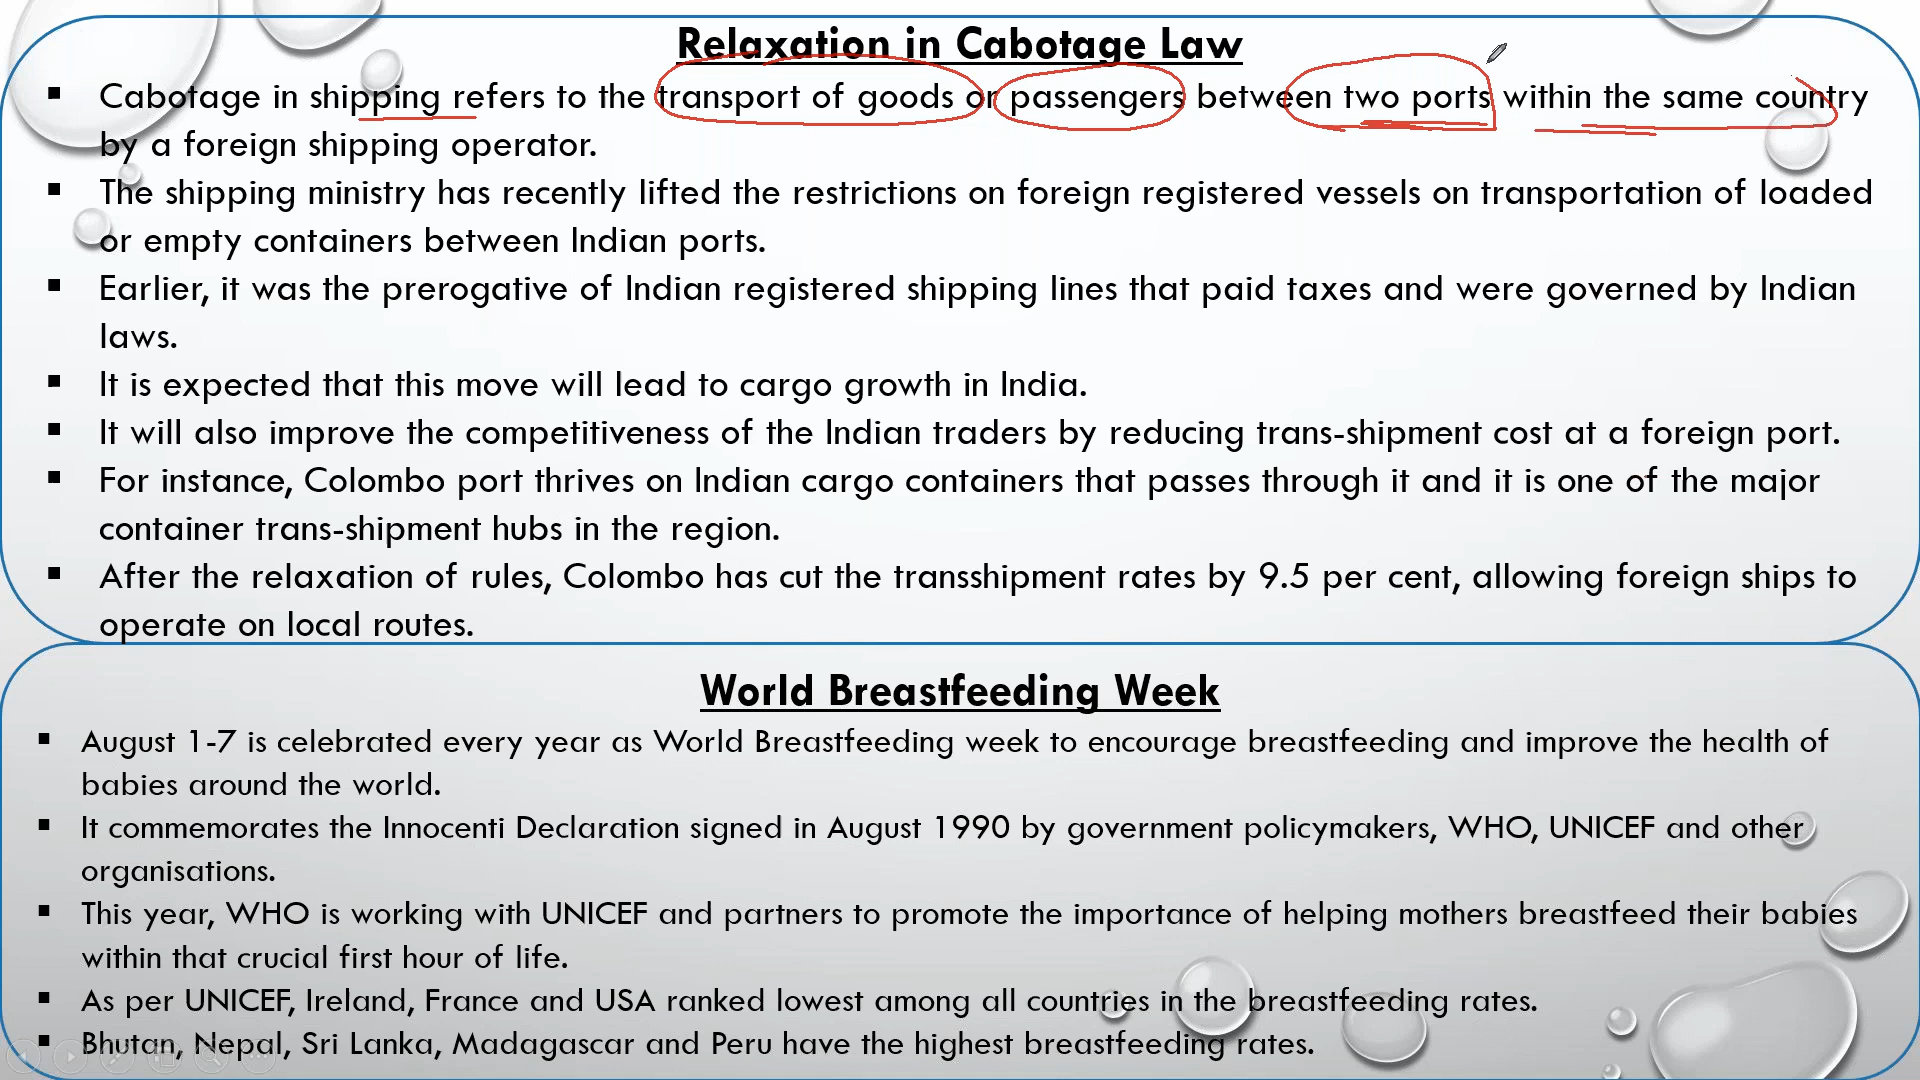 Relaxation in Cabotage Law
▪ Cabotage in shipping refers to the transport of goods or passengers between two ports within the same country
by a foreign shipping operator.
▪ The shipping ministry has recently lifted the restrictions on foreign registered vessels on transportation of loaded
or empty containers between Indian ports.
▪ Earlier, it was the prerogative of Indian registered shipping lines that paid taxes and were governed by Indian
laws.
▪ It is expected that this move will lead to cargo growth in India.
▪ It will also improve the competitiveness of the Indian traders by reducing trans-shipment cost at a foreign port.
▪ For instance, Colombo port thrives on Indian cargo containers that passes through it and it is one of the major
container trans-shipment hubs in the region.
▪ After the relaxation of rules, Colombo has cut the transshipment rates by 9.5 per cent, allowing foreign ships to
operate on local routes.
World Breastfeeding Week
▪ August 1-7 is celebrated every year as World Breastfeeding week to encourage breastfeeding and improve the health of
babies around the world.
▪ It commemorates the Innocenti Declaration signed in August 1990 by government policymakers, WHO, UNICEF and other
organisations.
▪ This year, WHO is working with UNICEF and partners to promote the importance of helping mothers breastfeed their babies
within that crucial first hour of life.
▪ As per UNICEF, Ireland, France and USA ranked lowest among all countries in the breastfeeding rates.
▪ Bhutan, Nepal, Sri Lanka, Madagascar and Peru have the highest breastfeeding rates.